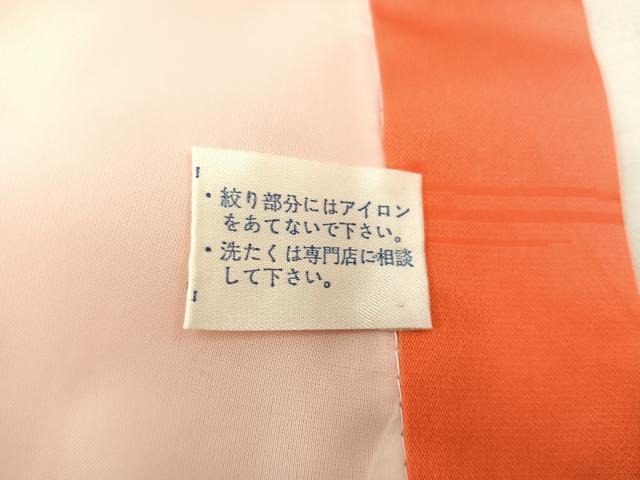 ・絞り部分にはアイロン
をあてないで下さい。
・洗たくは専門店に相談
して下さい。